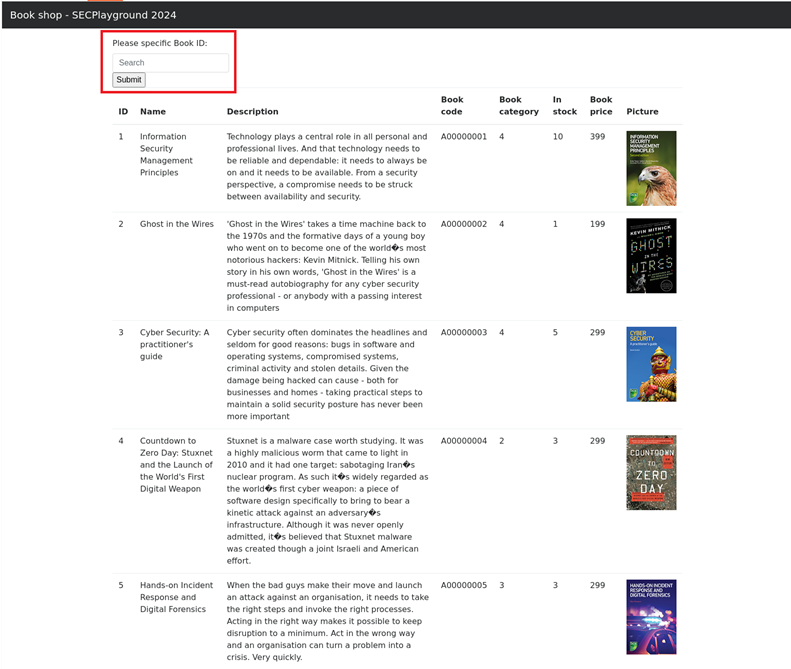 Book shop - SECPlayground 2024
Please specific Book ID:
Search
Submit
ID Name Description Book code Book category In stock Book price Picture
1
Information
Security
Management
Principles
Technology plays a central role in all personal and
professional lives. And that technology needs to
be reliable and dependable: it needs to always be
on and it needs to be available. From a security
perspective, a compromise needs to be struck
between availability and security.
A00000001 4 10 399
INFORMATION
SECURITY
MANAGEMENT
PRINCIPLES
2
Ghost in the Wires
'Ghost in the Wires' takes a time machine back to
the 1970s and the formative days of a young boy
who went on to become one of the world�s most
notorious hackers: Kevin Mitnick. Telling his own
story in his own words, 'Ghost in the Wires' is a
must-read autobiography for any cyber security
professional - or anybody with a passing interest
in computers
A00000002 4 1 199
KEVIN MITNICK
GHOST
IN THE
WIRES
3
Cyber Security: A
practitioner's
guide
Cyber security often dominates the headlines and
seldom for good reasons: bugs in software and
operating systems, compromised systems,
criminal activity and stolen details. Given the
damage being hacked can cause - both for
businesses and homes - taking practical steps to
maintain a solid security posture has never been
more important
A00000003 4 5 299
CYBER
SECURITY
A practitioner's guide
4
Countdown to
Zero Day: Stuxnet
and the Launch of
the World's First
Digital Weapon
Stuxnet is a malware case worth studying. It was
a highly malicious worm that came to light in
2010 and it had one target: sabotaging Iran�s
nuclear program. As such it�s widely regarded as
the world�s first cyber weapon: a piece of
software design specifically to bring to bear a
kinetic attack against an adversary�s
infrastructure. Although it was never openly
admitted, it�s believed that Stuxnet malware
was created though a joint Israeli and American
effort.
A00000004 2 3 299
COUNTDOWN
TO
ZERO
DAY
5
Hands-on Incident
Response and
Digital Forensics
When the bad guys make their move and launch
an attack against an organisation, it needs to take
the right steps and invoke the right processes.
Acting in the right way makes it possible to keep
disruption to a minimum. Act in the wrong way
and an organisation can turn a problem into a
crisis. Very quickly.
A00000005 3 3 299
HANDS-ON INCIDENT
RESPONSE AND
DIGITAL FORENSICS